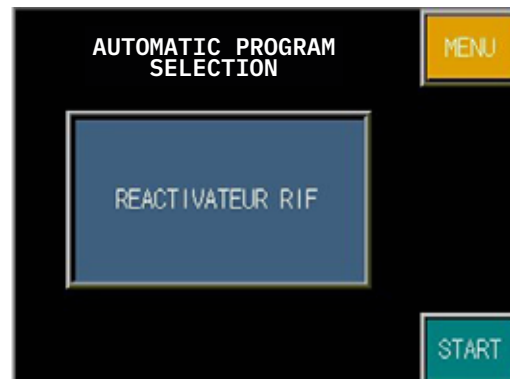 AUTOMATIC PROGRAM
SELECTION
MENU
REACTIVATEUR RIF
START